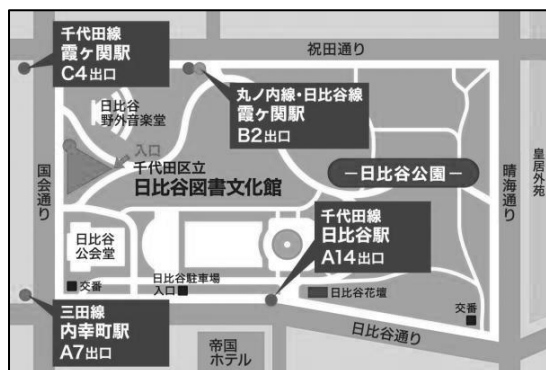 千代田線
霞ヶ関駅
C4出口
祝田通り
丸ノ内線・日比谷線
霞ヶ関駅
B2出口
日比谷
野外音楽堂
入口
千代田区立
日比谷図書文化館
国会通り
－日比谷公園－
晴海通り
皇居外苑
千代田線
日比谷駅
A14出口
日比谷
公会堂
日比谷駐車場
入口
交番
日比谷花壇
交番
三田線
内幸町駅
A7出口
日比谷通り
帝国
ホテル